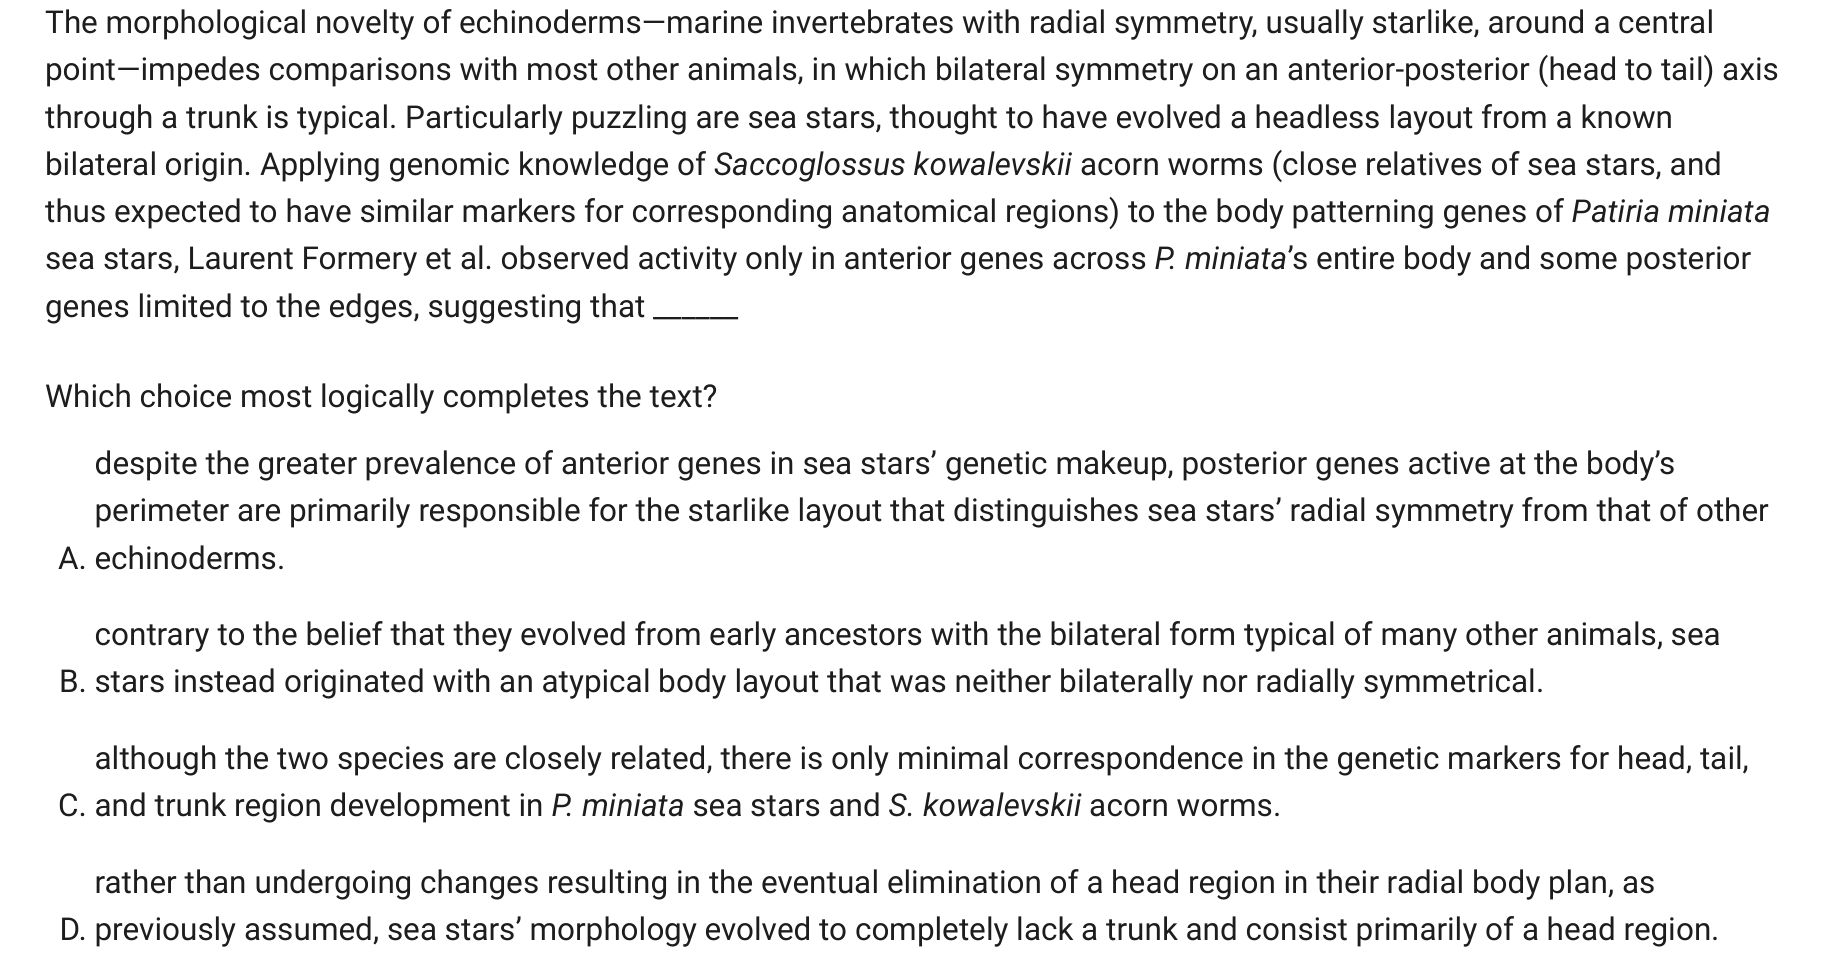 The morphological novelty of echinoderms—marine invertebrates with radial symmetry, usually starlike, around a central
point—impedes comparisons with most other animals, in which bilateral symmetry on an anterior-posterior (head to tail) axis
through a trunk is typical. Particularly puzzling are sea stars, thought to have evolved a headless layout from a known
bilateral origin. Applying genomic knowledge of Saccoglossus kowalevskii acorn worms (close relatives of sea stars, and
thus expected to have similar markers for corresponding anatomical regions) to the body patterning genes of Patiria miniata
sea stars, Laurent Formery et al. observed activity only in anterior genes across P. miniata’s entire body and some posterior
genes limited to the edges, suggesting that ______
Which choice most logically completes the text?
despite the greater prevalence of anterior genes in sea stars’ genetic makeup, posterior genes active at the body’s
perimeter are primarily responsible for the starlike layout that distinguishes sea stars’ radial symmetry from that of other
A. echinoderms.
contrary to the belief that they evolved from early ancestors with the bilateral form typical of many other animals, sea
B. stars instead originated with an atypical body layout that was neither bilaterally nor radially symmetrical.
although the two species are closely related, there is only minimal correspondence in the genetic markers for head, tail,
C. and trunk region development in P. miniata sea stars and S. kowalevskii acorn worms.
rather than undergoing changes resulting in the eventual elimination of a head region in their radial body plan, as
D. previously assumed, sea stars’ morphology evolved to completely lack a trunk and consist primarily of a head region.